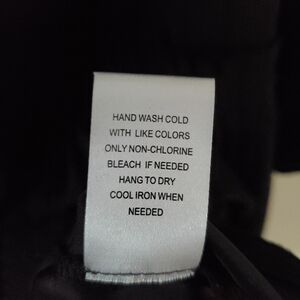 HAND WASH COLD
WITH LIKE COLORS
ONLY NON-CHLORINE
BLEACH IF NEEDED
HANG TO DRY
COOL IRON WHEN
NEEDED